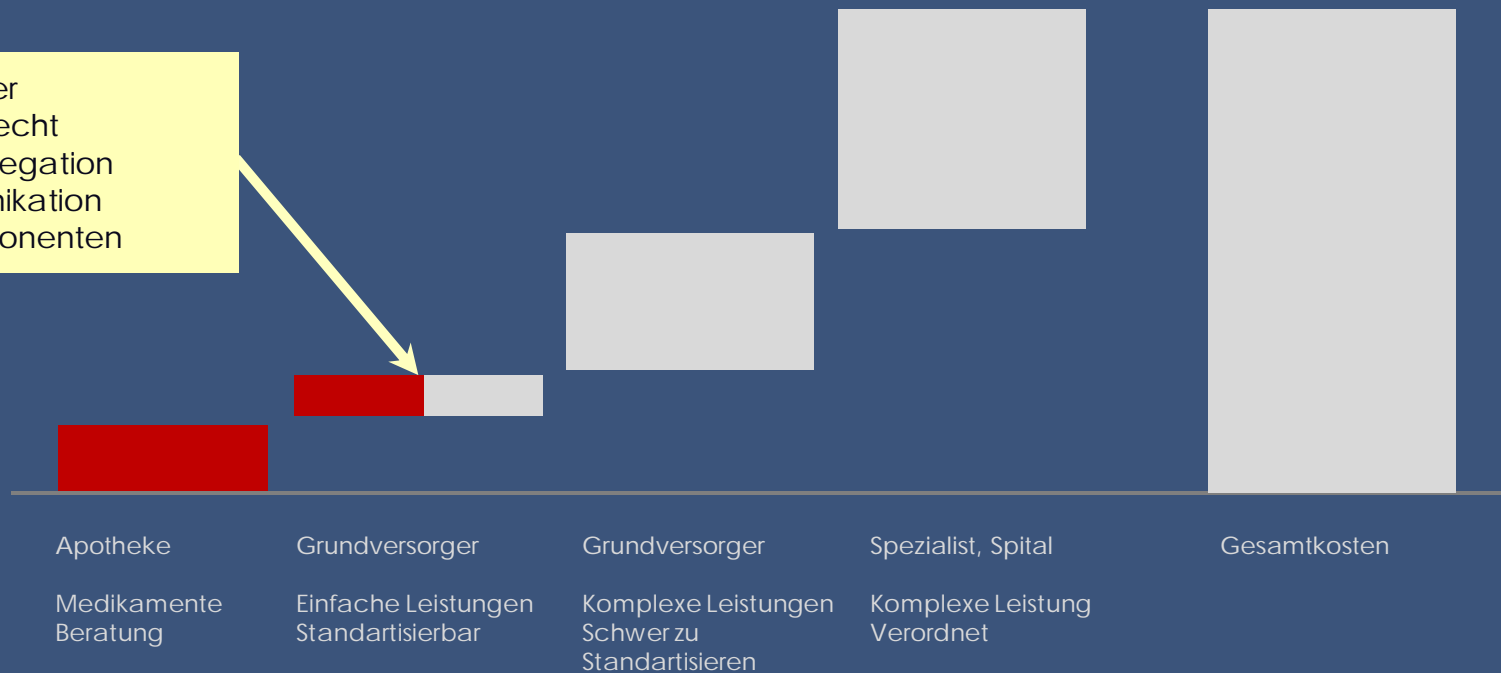 er
echt
egation
nikation
onenten
Apotheke
Medikamente
Beratung
Grundversorger
Einfache Leistungen
Standartisierbar
Grundversorger
Komplexe Leistungen
Schwer zu
Standartisieren
Spezialist, Spital
Komplexe Leistung
Verordnet
Gesamtkosten